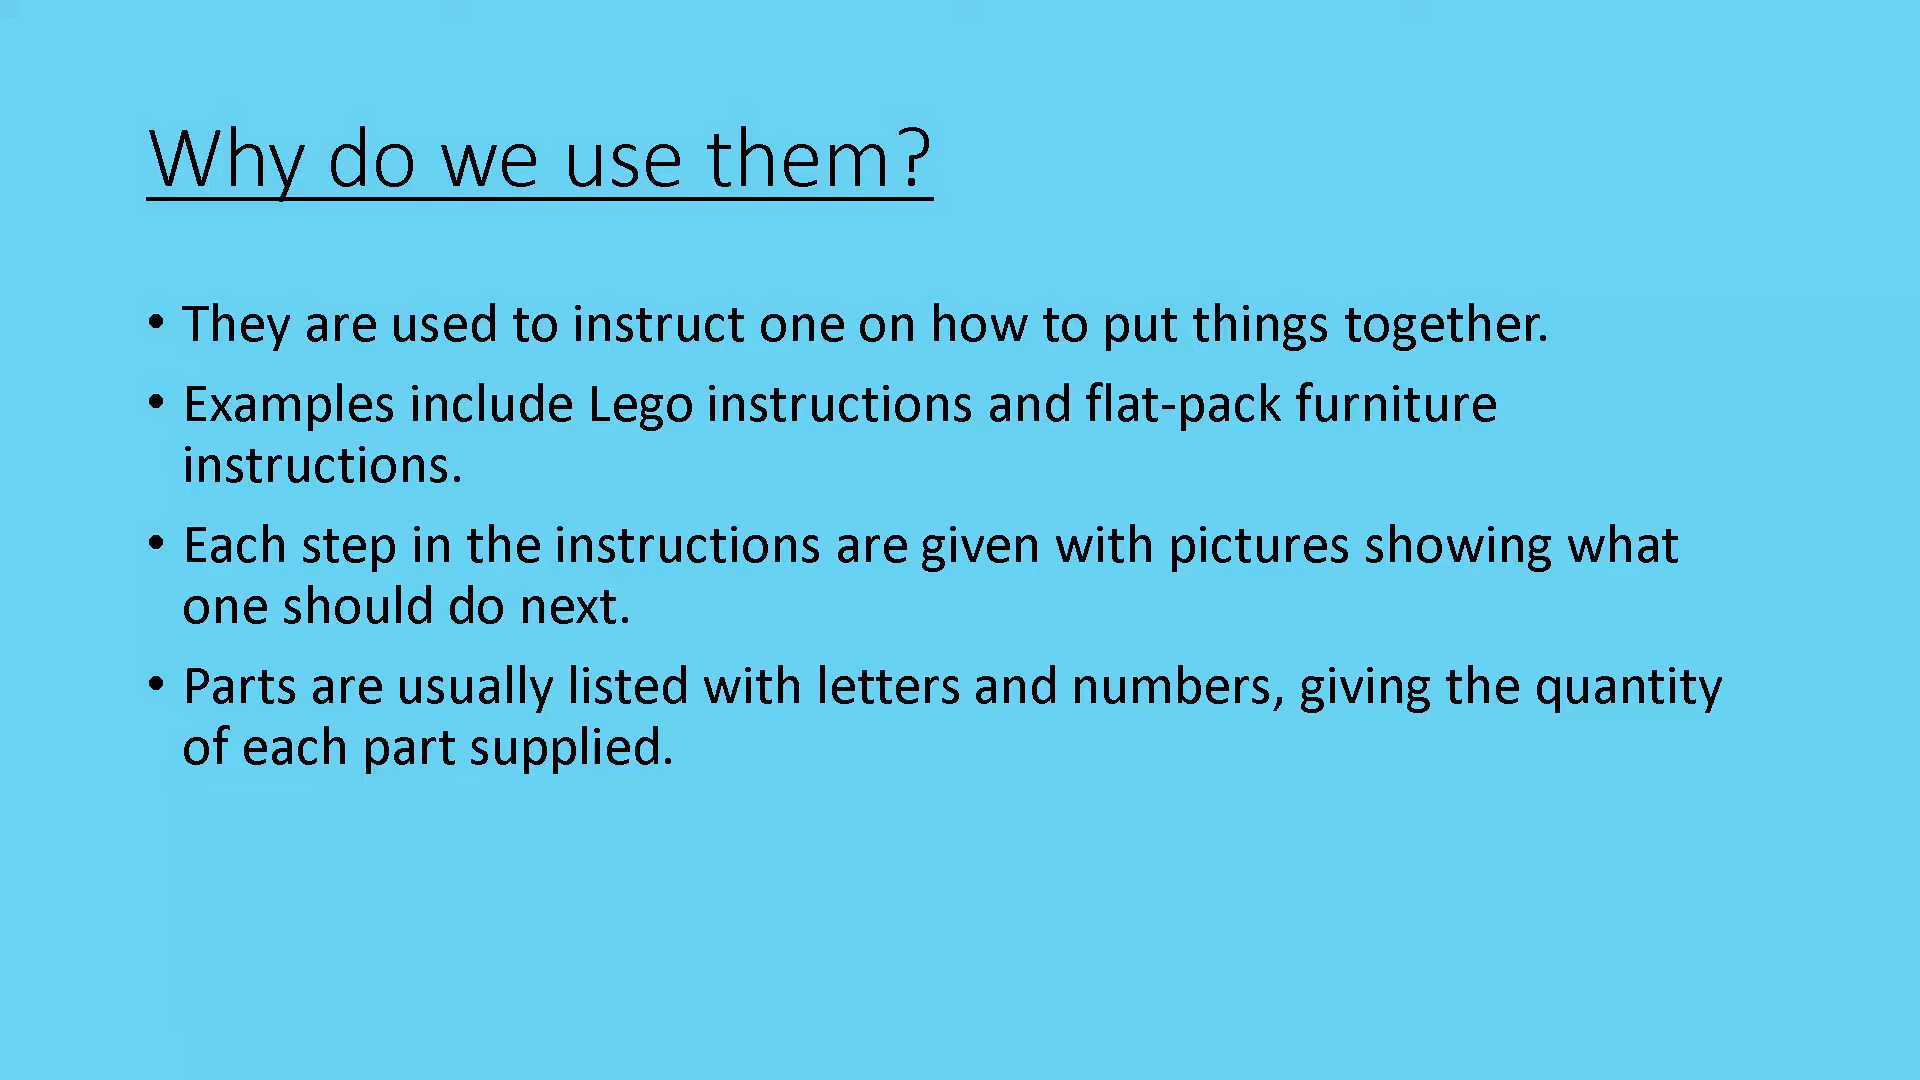 Why do we use them?
• They are used to instruct one on how to put things together.
• Examples include Lego instructions and flat-pack furniture
instructions.
• Each step in the instructions are given with pictures showing what
one should do next.
• Parts are usually listed with letters and numbers, giving the quantity
of each part supplied.